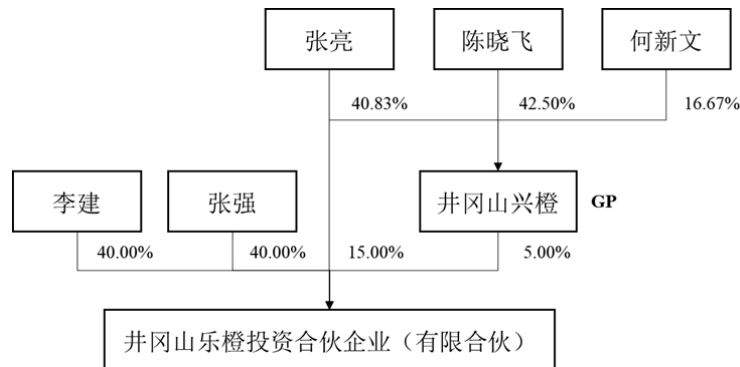 张亮
陈晓飞
何新文
40.83%
42.50%
16.67%
李建
张强
井冈山兴橙
GP
40.00%
40.00%
15.00%
5.00%
井冈山乐橙投资合伙企业（有限合伙）